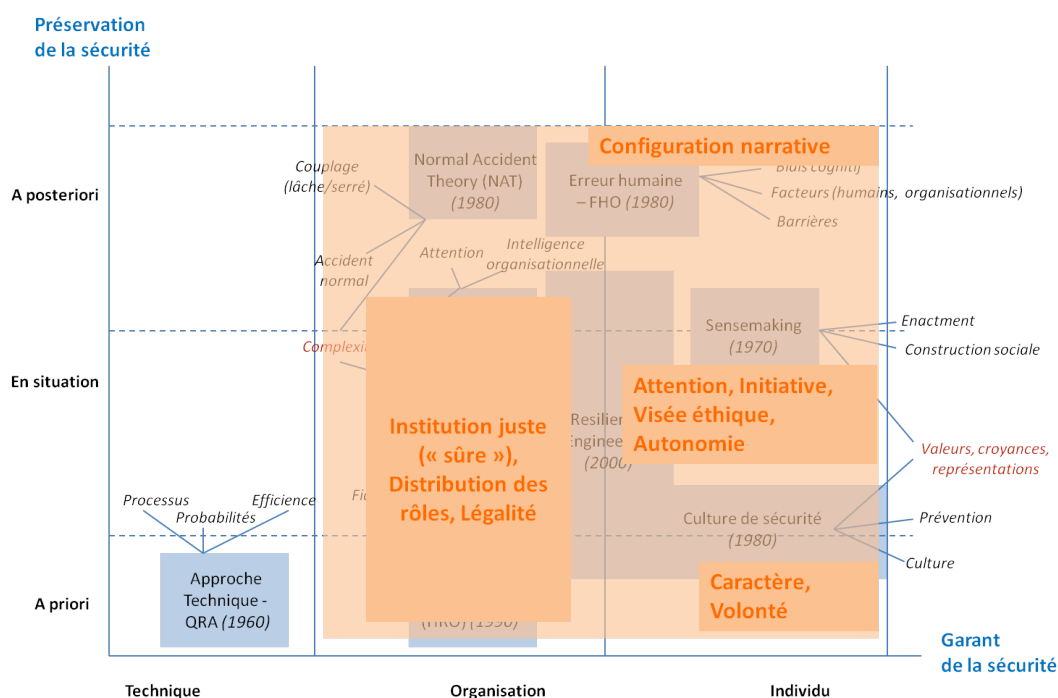 Préservation
de la sécurité
A posteriori
En situation
A priori
Couplage
(lâche/serré)
Accident
normal
Normal Accident
Theory (NAT)
(1980)
Erreur humaine
– FHO (1980)
Configuration narrative
Biais cognitif
Facteurs (humains, organisationnels)
Barrières
Attention
Intelligence
organisationnelle
Sensemaking
(1970)
Enactment
Construction sociale
Institution juste
(« sûre »),
Distribution des
rôles, Légalité
(2000)
Attention, Initiative,
Visée éthique,
Autonomie
Valeurs, croyances,
représentations
Processus
Probabilités
Efficience
Culture de sécurité
(1980)
Prévention
Culture
Approche
Technique -
QRA (1960)
(HRO) (1990)
Caractère,
Volonté
Garant
de la sécurité
Technique
Organisation
Individu